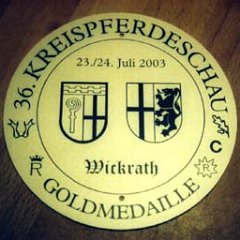 36. KREISPFERDESCHAU
23./24. Juli 2003
Wickrath
GOLDMEDAILLE